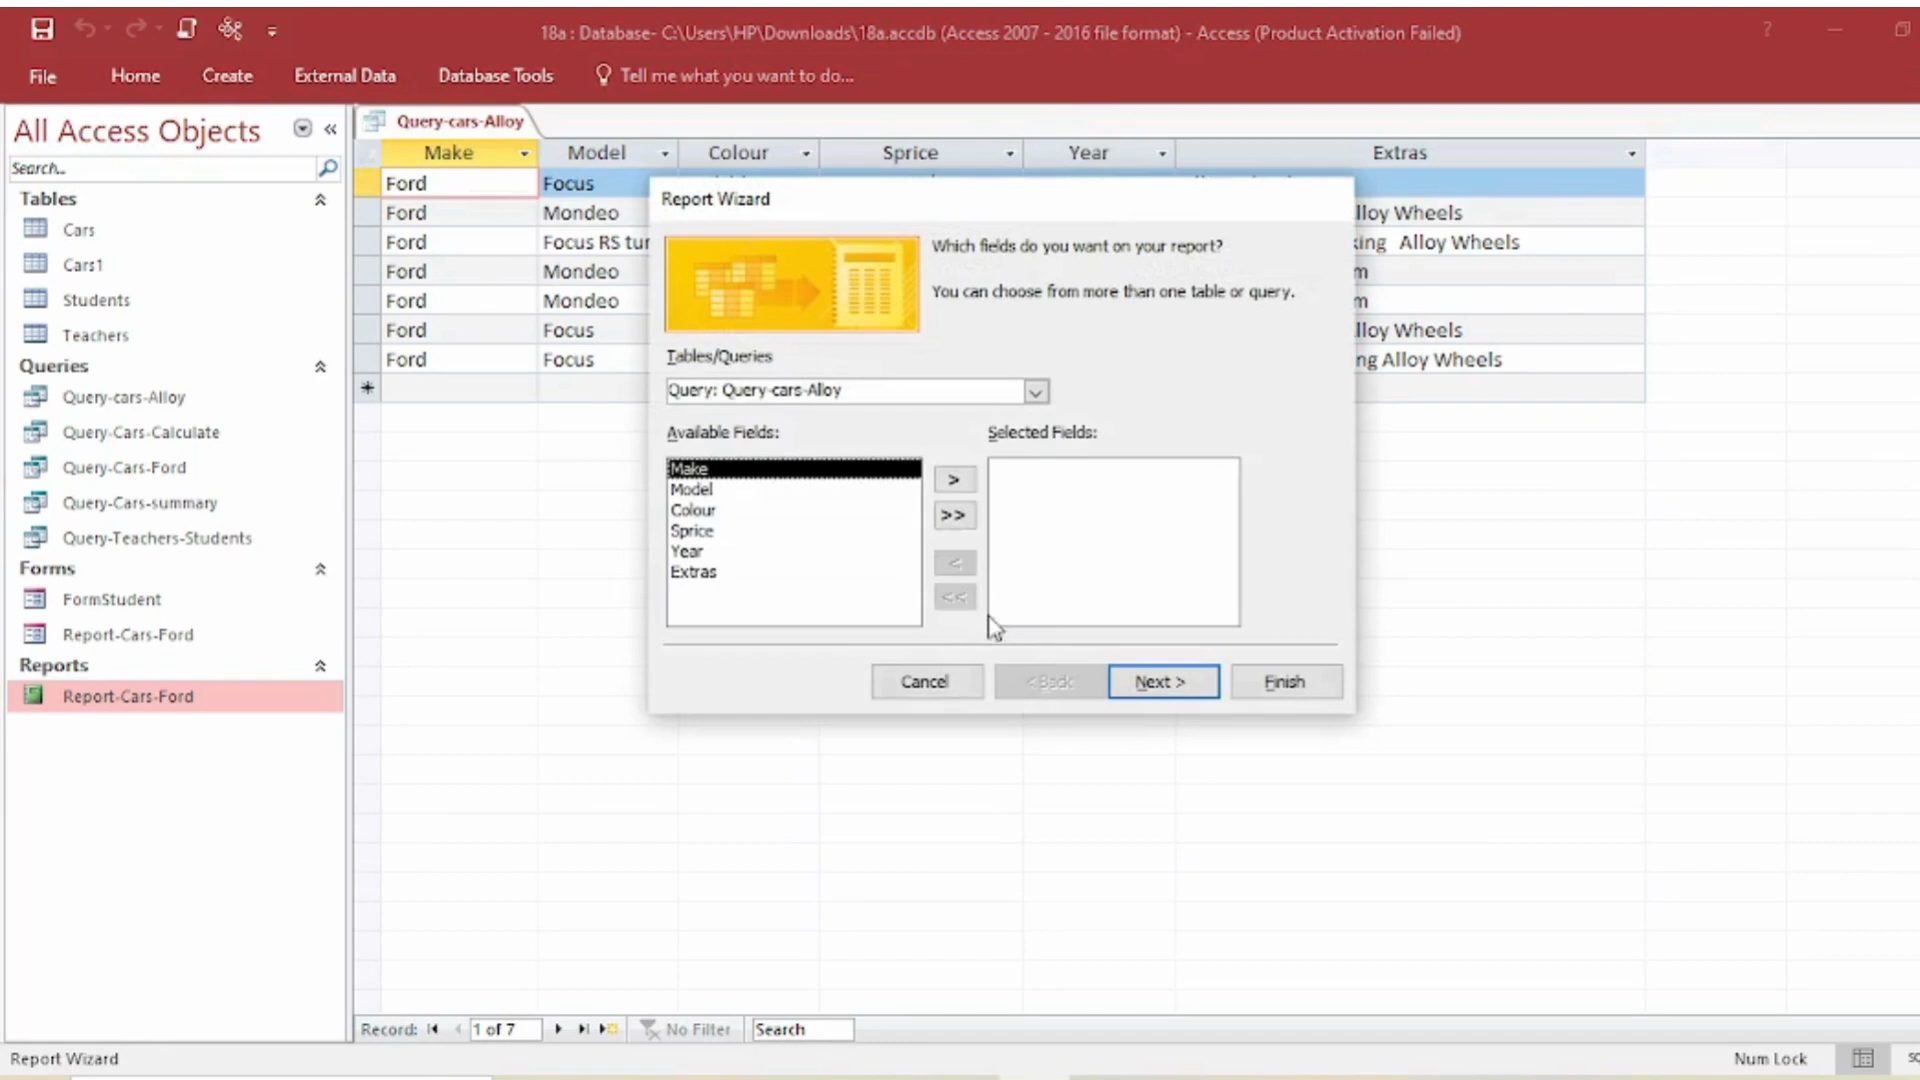 18a : Database- C:\Users\HP\Downloads\18a.accdb (Access 2007 - 2016 file format) - Access (Product Activation Failed)
?
File Home Create External Data Database Tools Tell me what you want to do...
All Access Objects «
Search...
Tables
Cars
Cars1
Students
Teachers
Queries
Query-cars-Alloy
Query-Cars-Calculate
Query-Cars-Ford
Query-Cars-summary
Query-Teachers-Students
Forms
FormStudent
Report-Cars-Ford
Reports
Report-Cars-Ford
Query-cars-Alloy
Make Model Colour Sprice Year Extras
Ford Focus
Ford Mondeo lloy Wheels
Ford Focus RS tur king Alloy Wheels
Ford Mondeo m
Ford Mondeo m
Ford Focus lloy Wheels
Ford Focus ng Alloy Wheels
*
Report Wizard
Which fields do you want on your report?
You can choose from more than one table or query.
Tables/Queries
Query: Query-cars-Alloy
Available Fields: Selected Fields:
Make
Model
Colour
Sprice
Year
Extras
>
>>
<
<<
Cancel < Back Next > Finish
Record: 1 of 7 No Filter Search
Report Wizard Num Lock